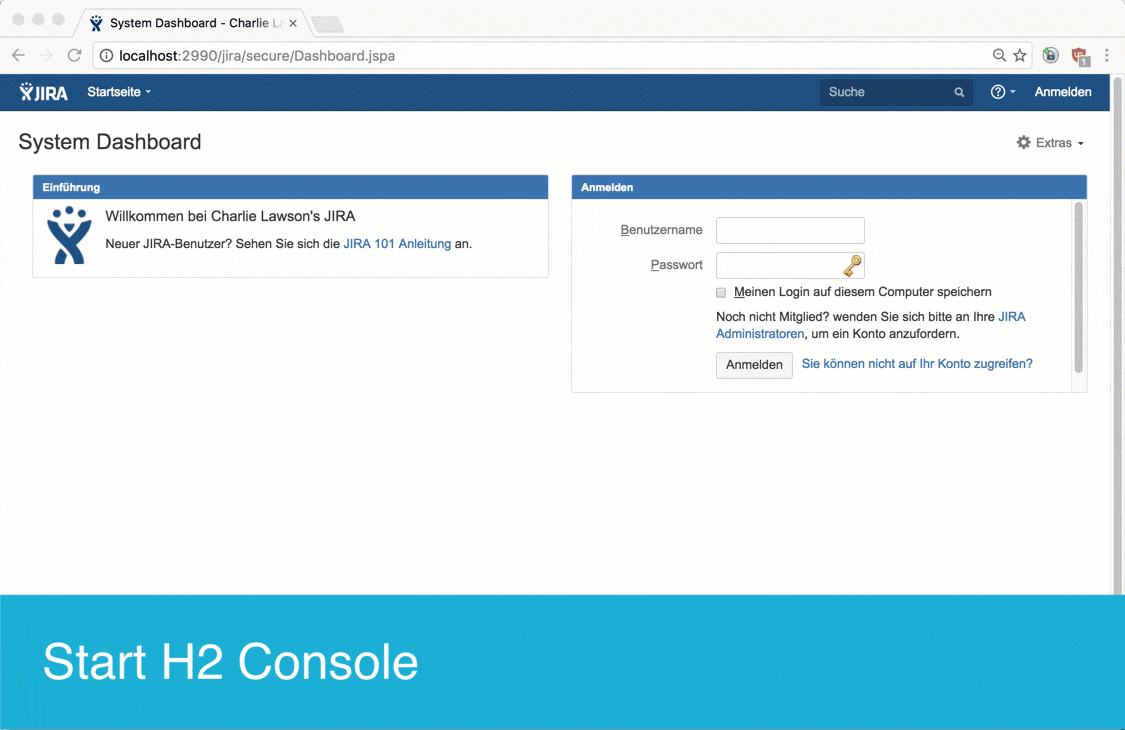 System Dashboard - Charlie La
localhost:2990/jira/secure/Dashboard.jspa
1
JIRA
Startseite
Suche
?
Anmelden
System Dashboard
Extras
Einführung
Willkommen bei Charlie Lawson's JIRA
Neuer JIRA-Benutzer? Sehen Sie sich die JIRA 101 Anleitung an.
Anmelden
Benutzername
Passwort
Meinen Login auf diesem Computer speichern
Noch nicht Mitglied? wenden Sie sich bitte an Ihre JIRA
Administratoren, um ein Konto anzufordern.
Anmelden
Sie können nicht auf Ihr Konto zugreifen?
Start H2 Console